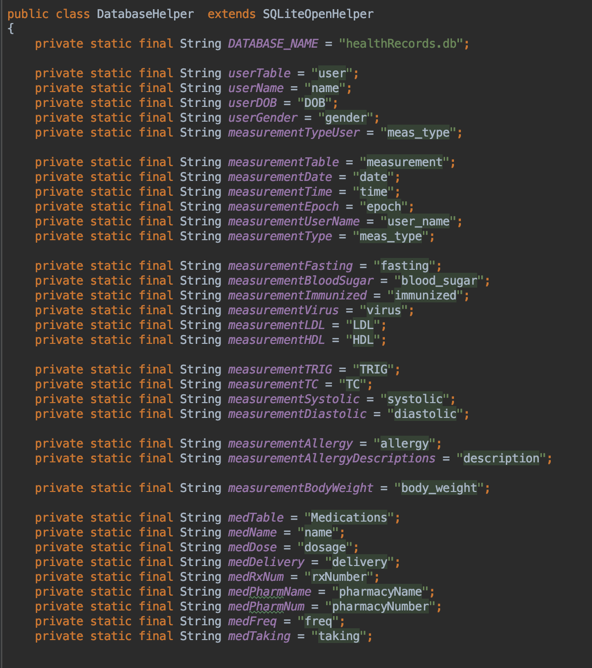 public class DatabaseHelper  extends SQLiteOpenHelper
{
    private static final String DATABASE_NAME = "healthRecords.db";

    private static final String userTable = "user";
    private static final String userName = "name";
    private static final String userDOB = "DOB";
    private static final String userGender = "gender";
    private static final String measurementTypeUser = "meas_type";

    private static final String measurementTable = "measurement";
    private static final String measurementDate = "date";
    private static final String measurementTime = "time";
    private static final String measurementEpoch = "epoch";
    private static final String measurementUserName = "user_name";
    private static final String measurementType = "meas_type";

    private static final String measurementFasting = "fasting";
    private static final String measurementBloodSugar = "blood_sugar";
    private static final String measurementImmunized = "immunized";
    private static final String measurementVirus = "virus";
    private static final String measurementLDL = "LDL";
    private static final String measurementHDL = "HDL";

    private static final String measurementTRIG = "TRIG";
    private static final String measurementTC = "TC";
    private static final String measurementSystolic = "systolic";
    private static final String measurementDiastolic = "diastolic";

    private static final String measurementAllergy = "allergy";
    private static final String measurementAllergyDescriptions = "description";

    private static final String measurementBodyWeight = "body_weight";

    private static final String medTable = "Medications";
    private static final String medName = "name";
    private static final String medDose = "dosage";
    private static final String medDelivery = "delivery";
    private static final String medRxNum = "rxNumber";
    private static final String medPharmName = "pharmacyName";
    private static final String medPharmNum = "pharmacyNumber";
    private static final String medFreq = "freq";
    private static final String medTaking = "taking";